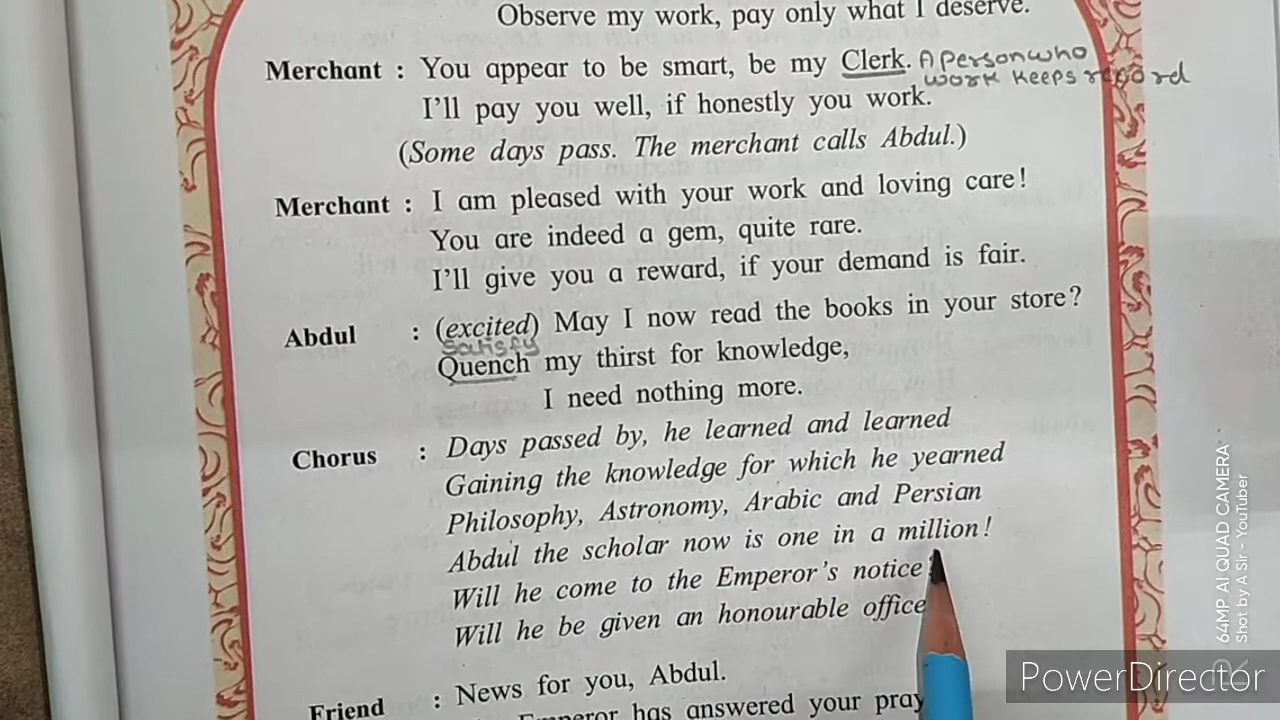 Observe my work, pay only what I deserve.
Merchant : You appear to be smart, be my Clerk. A Person who
work keeps record
I'll pay you well, if honestly you work.
(Some days pass. The merchant calls Abdul.)
Merchant : I am pleased with your work and loving care!
You are indeed a gem, quite rare.
I'll give you a reward, if your demand is fair.
Abdul : (excited) May I now read the books in your store?
Satisfy
Quench my thirst for knowledge,
I need nothing more.
Chorus : Days passed by, he learned and learned
Gaining the knowledge for which he yearned
Philosophy, Astronomy, Arabic and Persian
Abdul the scholar now is one in a million!
Will he come to the Emperor's notice
Will he be given an honourable office
Friend : News for you, Abdul.
Emperor has answered your pray
64MP AI QUAD CAMERA
Shot by A Sir - YouTuber
PowerDirector